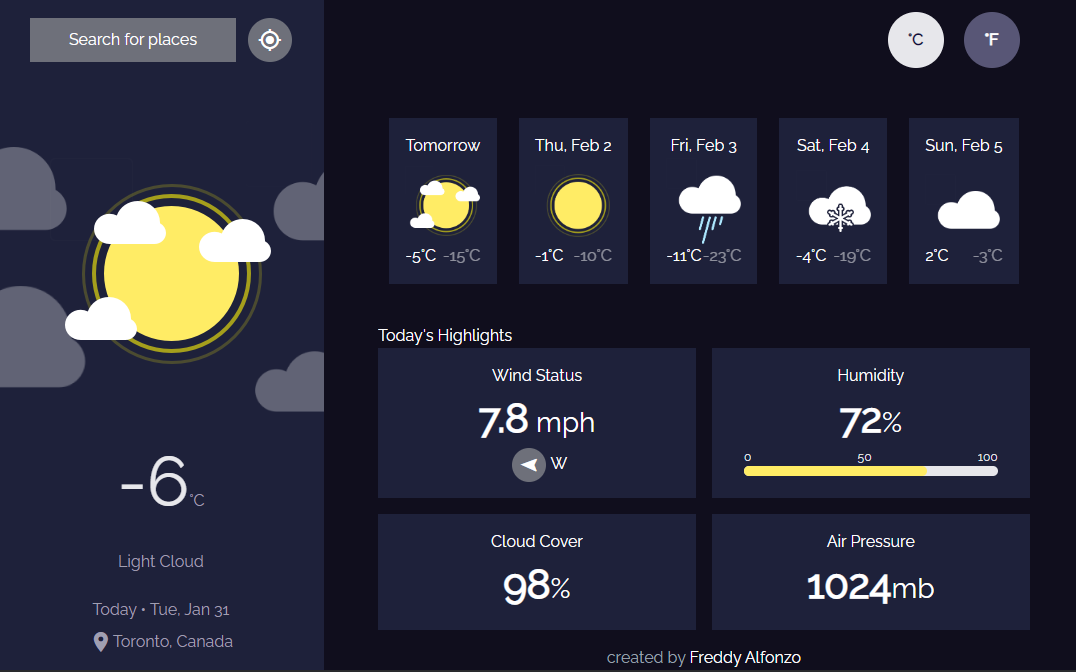 Search for places
-6°C
Light Cloud
Today • Tue, Jan 31
Toronto, Canada
°C °F
Tomorrow
-5°C -15°C
Thu, Feb 2
-1°C -10°C
Fri, Feb 3
-11°C -23°C
Sat, Feb 4
-4°C -19°C
Sun, Feb 5
2°C -3°C
Today's Highlights
Wind Status
7.8 mph
W
Humidity
72%
0 50 100
Cloud Cover
98%
Air Pressure
1024mb
created by Freddy Alfonzo